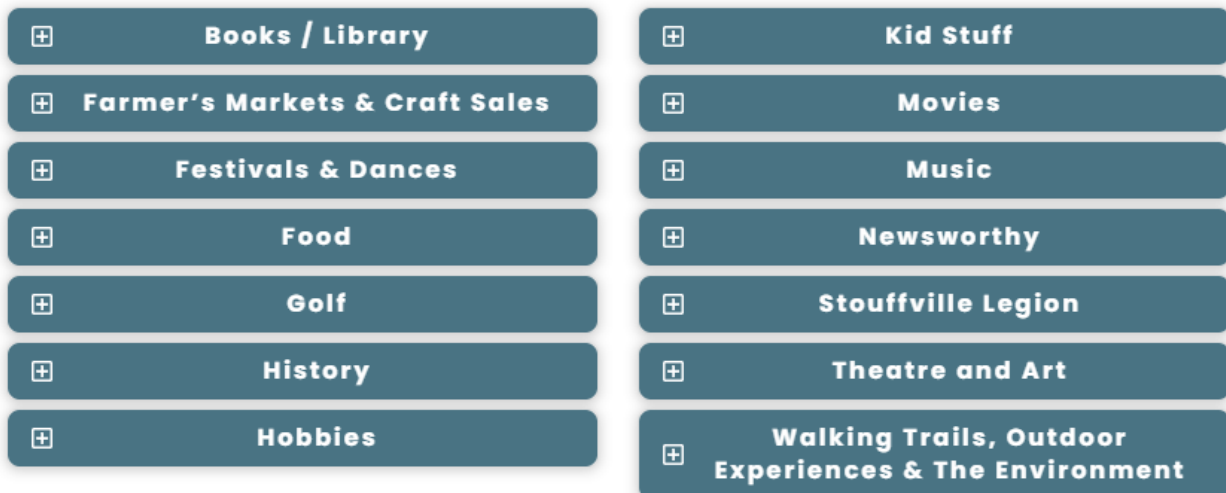 Books / Library
Farmer’s Markets & Craft Sales
Festivals & Dances
Food
Golf
History
Hobbies
Kid Stuff
Movies
Music
Newsworthy
Stouffville Legion
Theatre and Art
Walking Trails, Outdoor
Experiences & The Environment